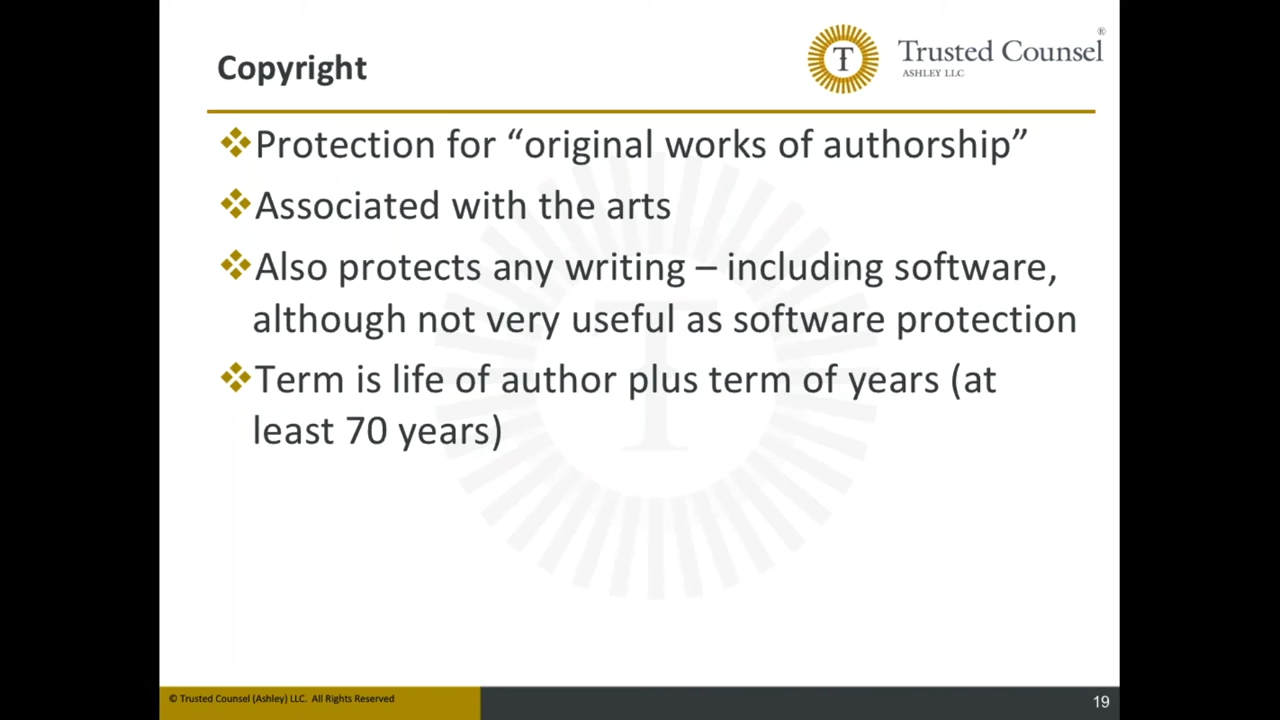 Copyright
Trusted Counsel®
ASHLEY LLC
T
❖Protection for “original works of authorship”
❖Associated with the arts
❖Also protects any writing – including software,
although not very useful as software protection
❖Term is life of author plus term of years (at
least 70 years)
T
© Trusted Counsel (Ashley) LLC. All Rights Reserved
19